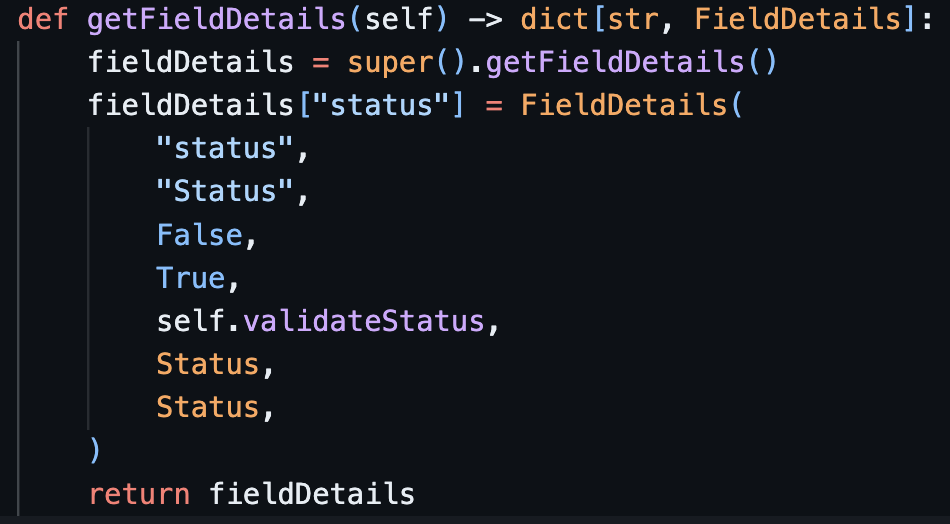 def getFieldDetails(self) -> dict[str, FieldDetails]:
    fieldDetails = super().getFieldDetails()
    fieldDetails["status"] = FieldDetails(
        "status",
        "Status",
        False,
        True,
        self.validateStatus,
        Status,
        Status,
    )
    return fieldDetails